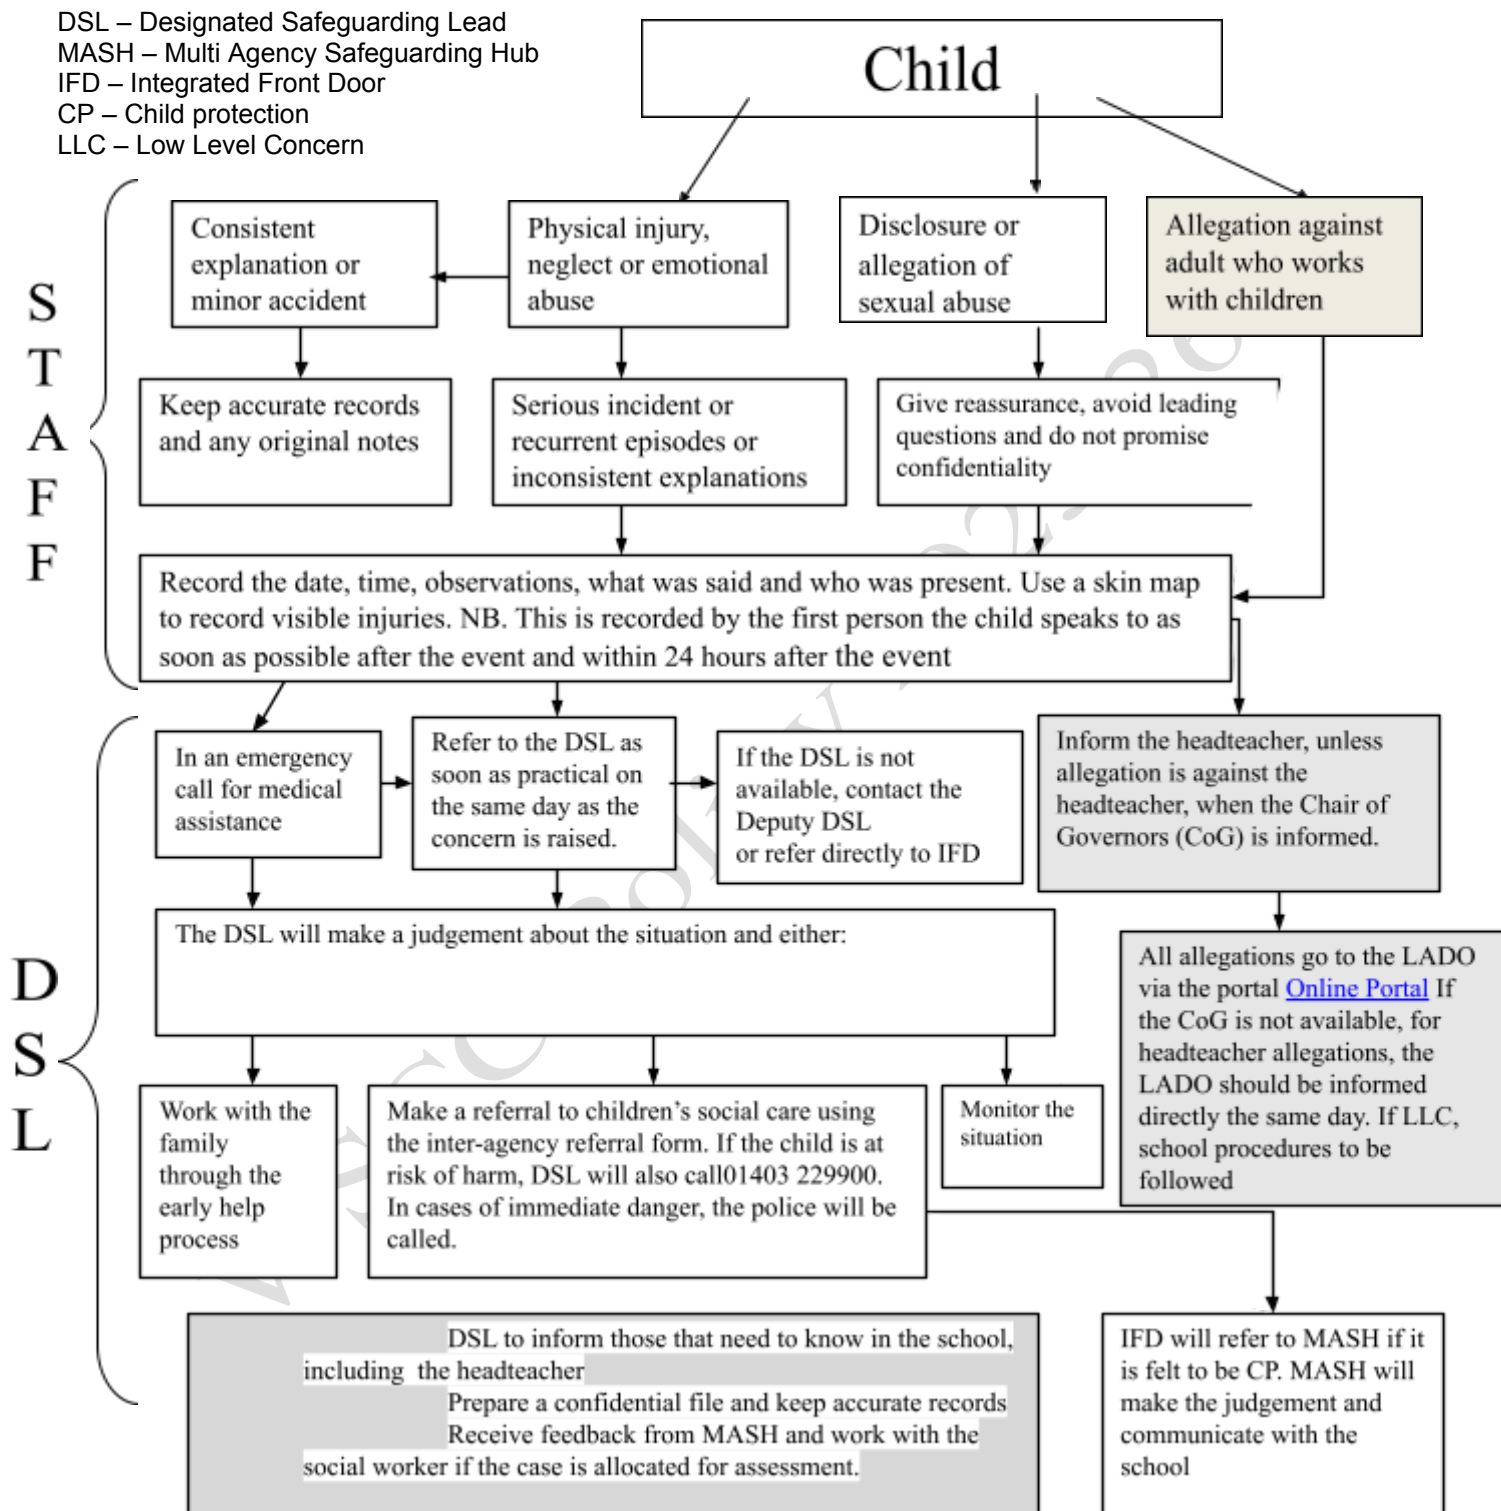 DSL – Designated Safeguarding Lead
MASH – Multi Agency Safeguarding Hub
IFD – Integrated Front Door
CP – Child protection
LLC – Low Level Concern
Child
STAFF
Consistent
explanation or
minor accident
Physical injury,
neglect or emotional
abuse
Disclosure or
allegation of
sexual abuse
Allegation against
adult who works
with children
Keep accurate records
and any original notes
Serious incident or
recurrent episodes or
inconsistent explanations
Give reassurance, avoid leading
questions and do not promise
confidentiality
Record the date, time, observations, what was said and who was present. Use a skin map
to record visible injuries. NB. This is recorded by the first person the child speaks to as
soon as possible after the event and within 24 hours after the event
DSL
In an emergency
call for medical
assistance
Refer to the DSL as
soon as practical on
the same day as the
concern is raised.
If the DSL is not
available, contact the
Deputy DSL
or refer directly to IFD
Inform the headteacher, unless
allegation is against the
headteacher, when the Chair of
Governors (CoG) is informed.
The DSL will make a judgement about the situation and either:
All allegations go to the LADO
via the portal Online Portal If
the CoG is not available, for
headteacher allegations, the
LADO should be informed
directly the same day. If LLC,
school procedures to be
followed
Work with the
family
through the
early help
process
Make a referral to children's social care using
the inter-agency referral form. If the child is at
risk of harm, DSL will also call01403 229900.
In cases of immediate danger, the police will be
called.
Monitor the
situation
DSL to inform those that need to know in the school,
including the headteacher
Prepare a confidential file and keep accurate records
Receive feedback from MASH and work with the
social worker if the case is allocated for assessment.
IFD will refer to MASH if it
is felt to be CP. MASH will
make the judgement and
communicate with the
school